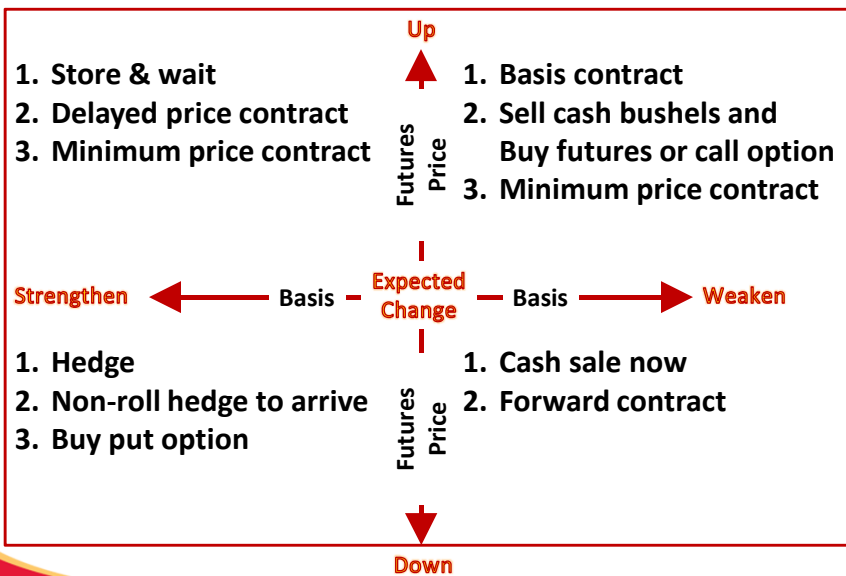 Up
1. Store & wait
2. Delayed price contract
3. Minimum price contract
Futures
Price
1. Basis contract
2. Sell cash bushels and
Buy futures or call option
3. Minimum price contract
Strengthen
Basis
Expected
Change
Basis
Weaken
1. Hedge
2. Non-roll hedge to arrive
3. Buy put option
Futures
Price
1. Cash sale now
2. Forward contract
Down